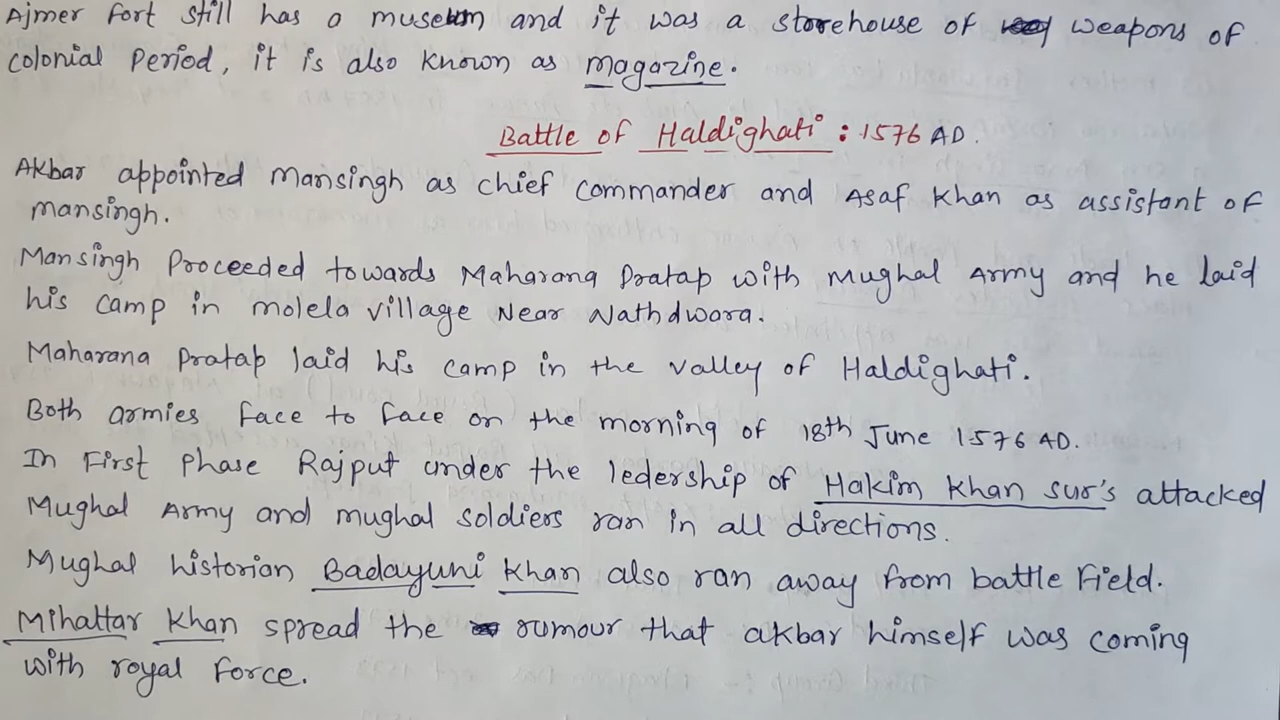 Ajmer fort still has a museum and it was a storehouse of weapons of
colonial Period, it is also known as magazine.
Battle of Haldighati : 1576 AD.
Akbar appointed Mansingh as chief commander and Asaf Khan as assistant of
mansingh.
Mansingh Proceeded towards Maharana Pratap with Mughal Army and he laid
his camp in molela village Near Nathdwara.
Maharana Pratap laid his camp in the valley of Haldighati.
Both armies face to face on the morning of 18th June 1576 AD.
In First Phase Rajput under the ledership of Hakim Khan sur's attacked
Mughal Army and mughal soldiers ran in all directions.
Mughal historian Badayuni Khan also ran away from battle Field.
Mihattar Khan spread the rumour that akbar himself was coming
with royal force.